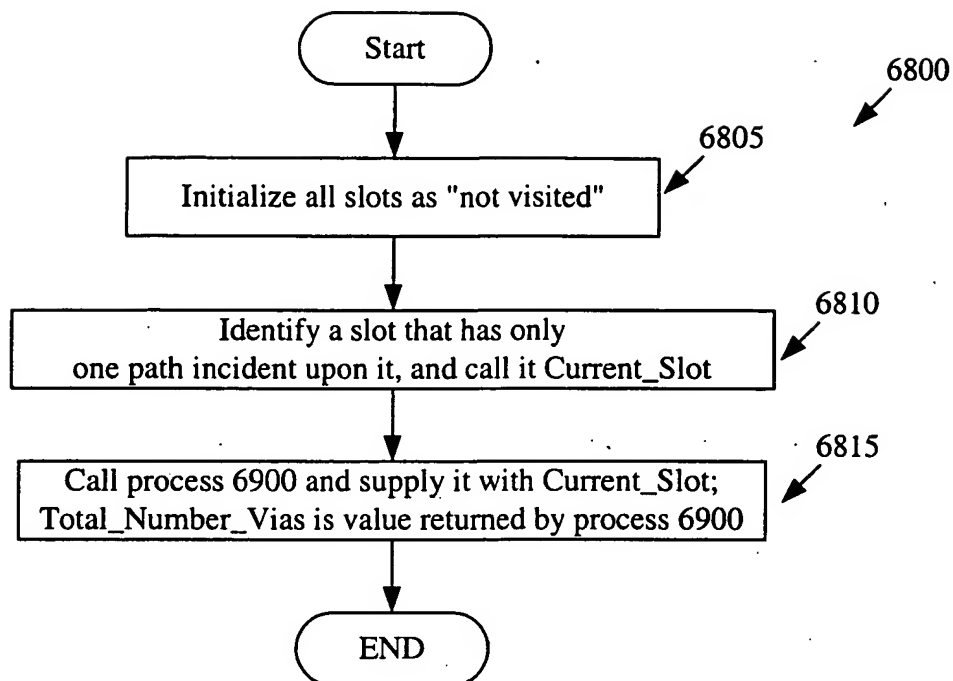 Start
6800
6805
Initialize all slots as "not visited"
6810
Identify a slot that has only
one path incident upon it, and call it Current_Slot
6815
Call process 6900 and supply it with Current_Slot;
Total_Number_Vias is value returned by process 6900
END